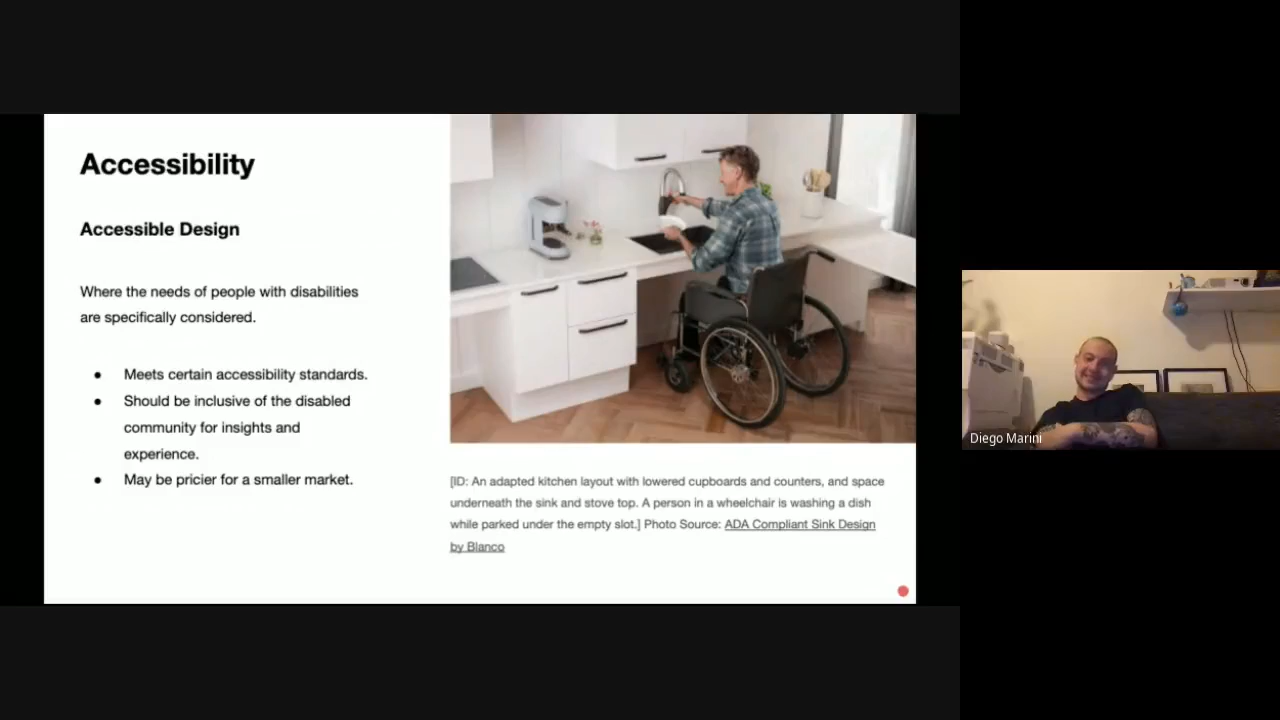 Accessibility
Accessible Design
Where the needs of people with disabilities
are specifically considered.
● Meets certain accessibility standards.
● Should be inclusive of the disabled
community for insights and
experience.
● May be pricier for a smaller market.
[ID: An adapted kitchen layout with lowered cupboards and counters, and space
underneath the sink and stove top. A person in a wheelchair is washing a dish
while parked under the empty slot.] Photo Source: ADA Compliant Sink Design
by Blanco
Diego Marini